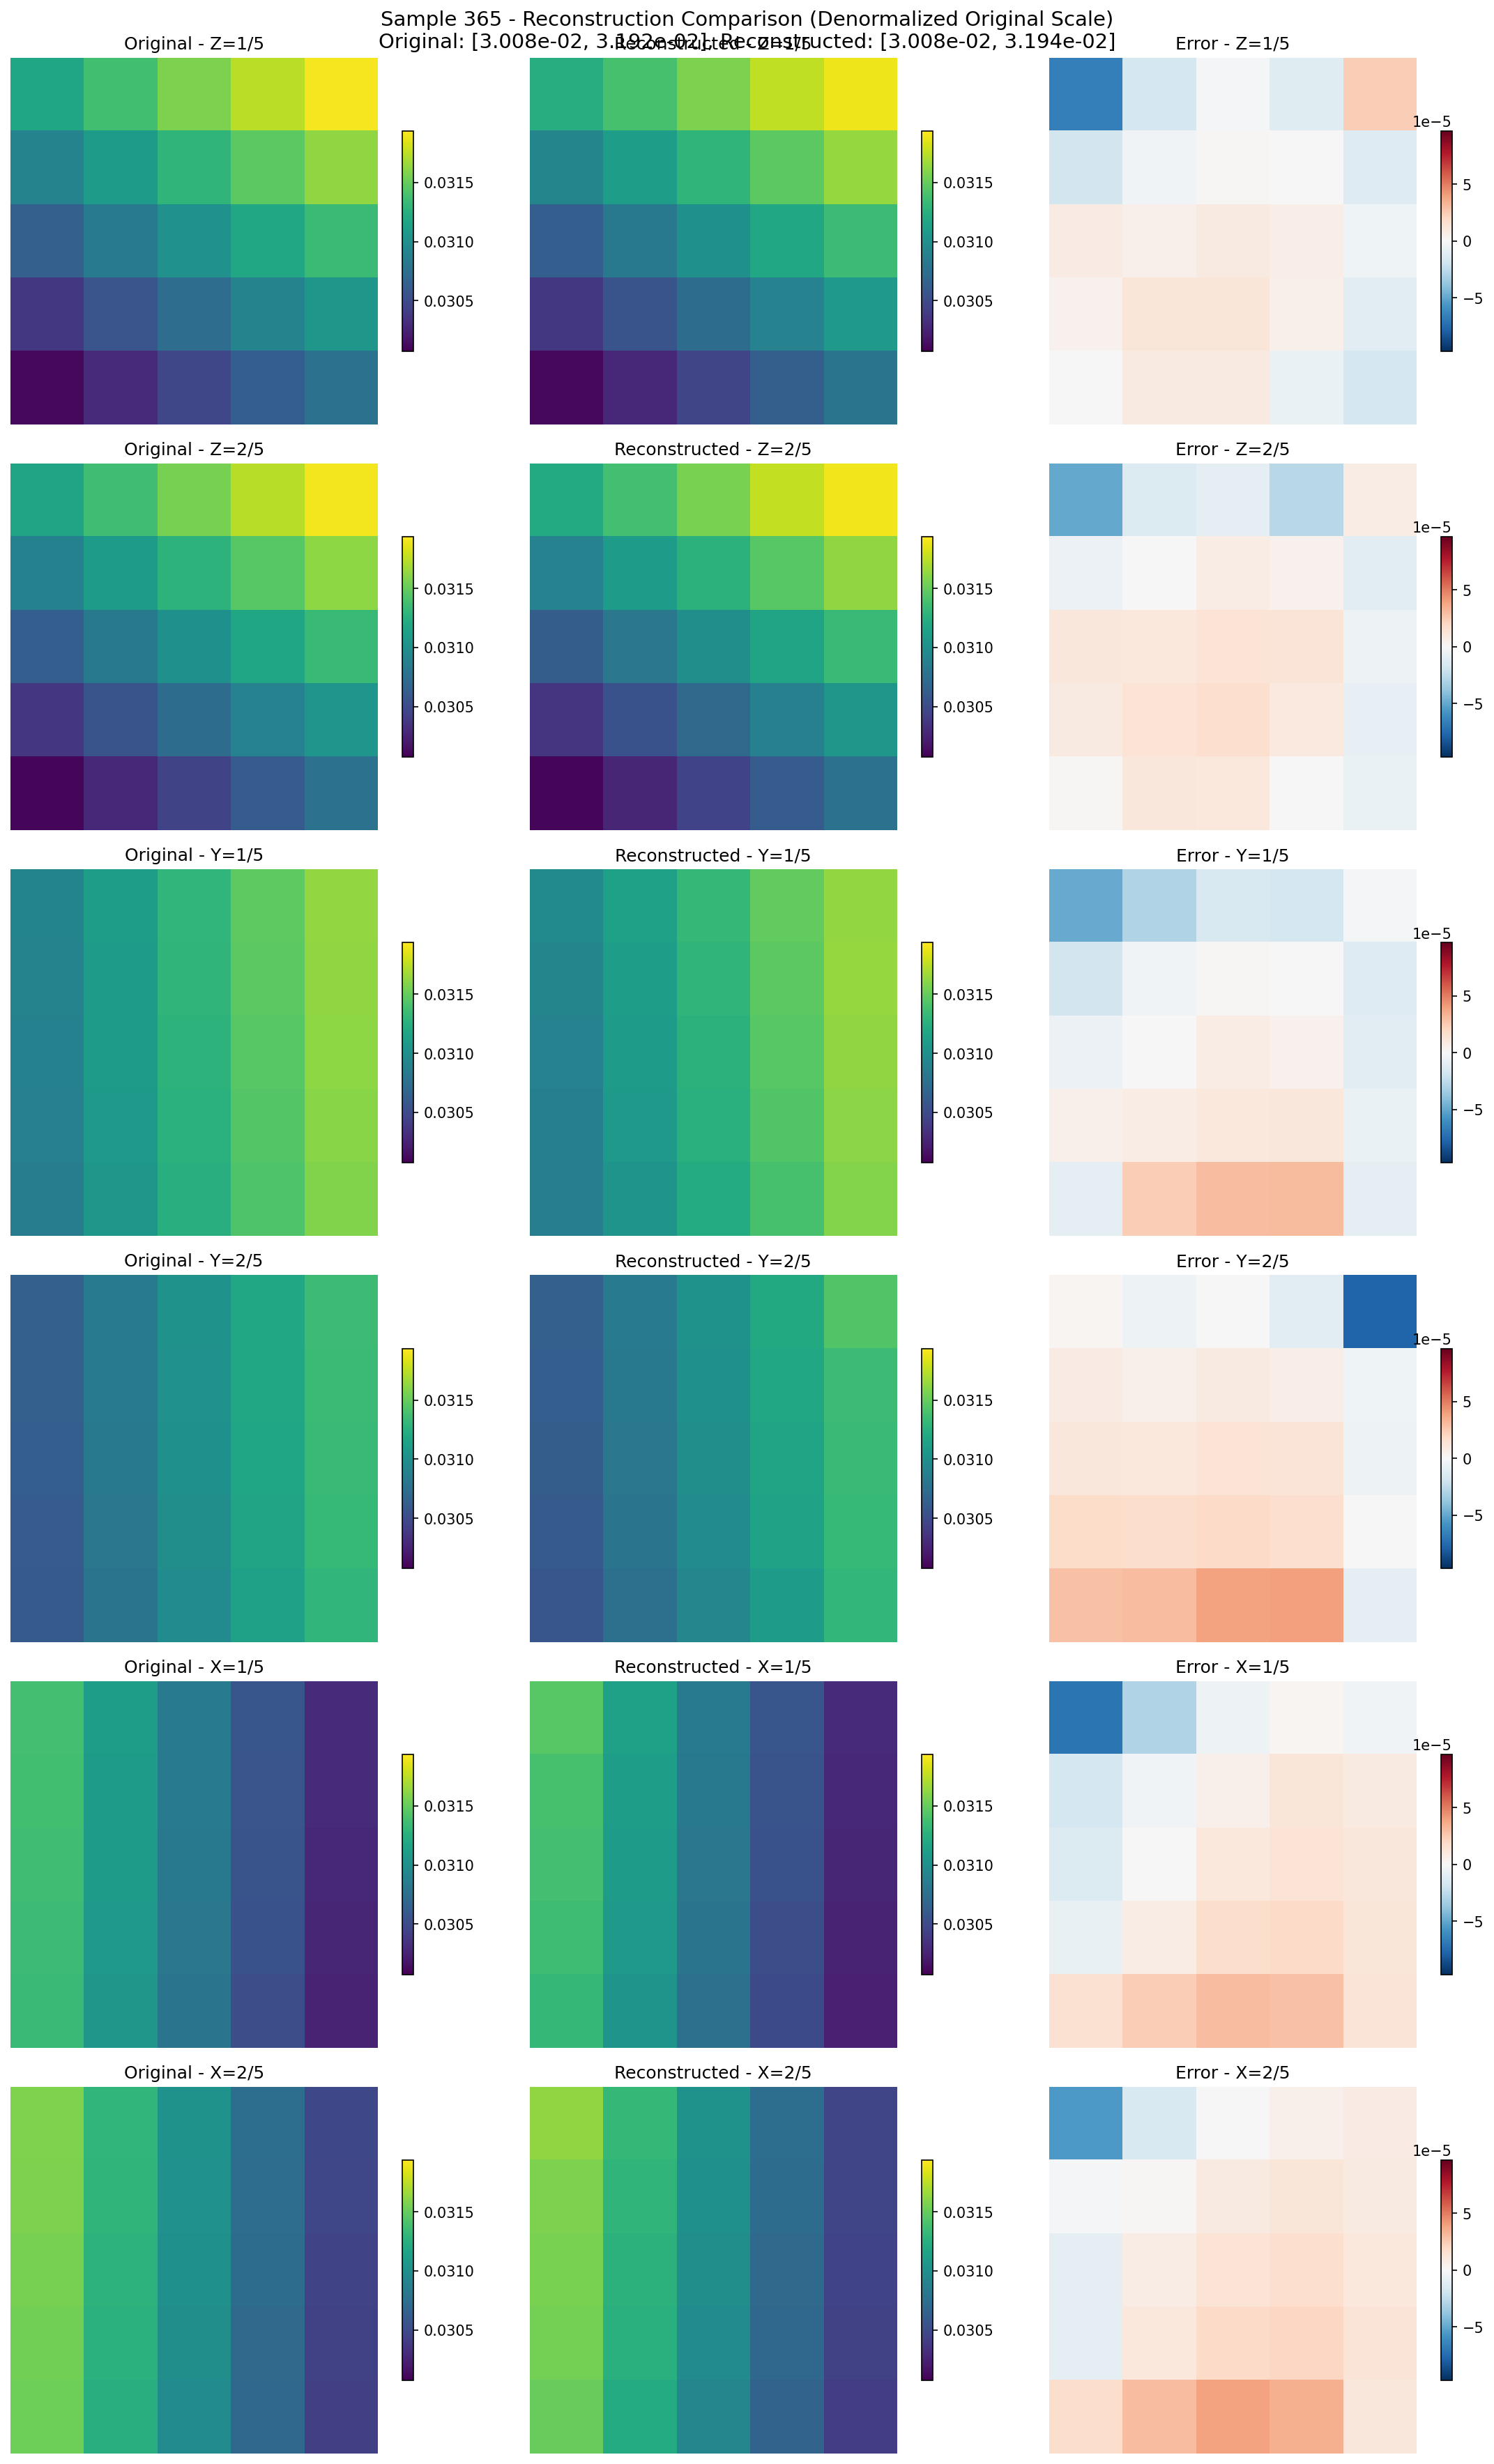 Sample 365 - Reconstruction Comparison (Denormalized Original Scale)
Original: [3.008e-02, 3.192e-02], Reconstructed: [3.008e-02, 3.194e-02]
Original - Z=1/5
Reconstructed - Z=1/5
Error - Z=1/5
0.0315
0.0310
0.0305
0.0315
0.0310
0.0305
1e−5
5
0
−5
Original - Z=2/5
Reconstructed - Z=2/5
Error - Z=2/5
0.0315
0.0310
0.0305
0.0315
0.0310
0.0305
1e−5
5
0
−5
Original - Y=1/5
Reconstructed - Y=1/5
Error - Y=1/5
0.0315
0.0310
0.0305
0.0315
0.0310
0.0305
1e−5
5
0
−5
Original - Y=2/5
Reconstructed - Y=2/5
Error - Y=2/5
0.0315
0.0310
0.0305
0.0315
0.0310
0.0305
1e−5
5
0
−5
Original - X=1/5
Reconstructed - X=1/5
Error - X=1/5
0.0315
0.0310
0.0305
0.0315
0.0310
0.0305
1e−5
5
0
−5
Original - X=2/5
Reconstructed - X=2/5
Error - X=2/5
0.0315
0.0310
0.0305
0.0315
0.0310
0.0305
1e−5
5
0
−5